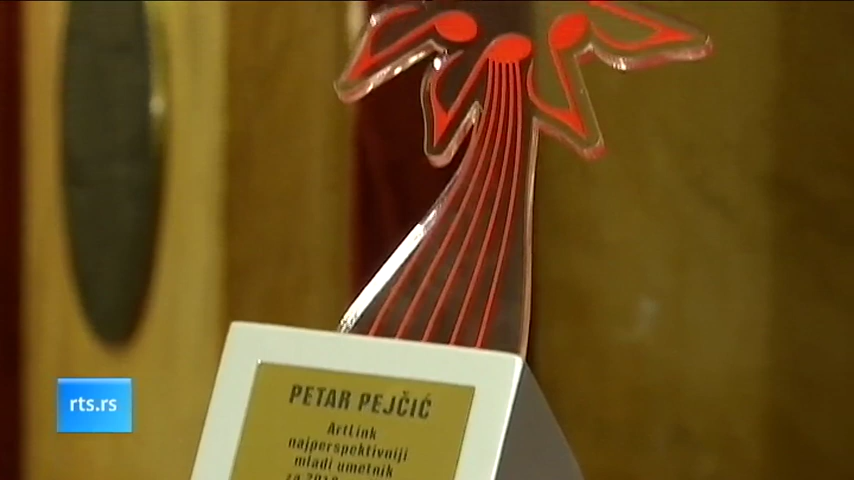 PETAR PEJČIĆ
ArtLink
najperspektivniji
mladi umetnik
rts.rs